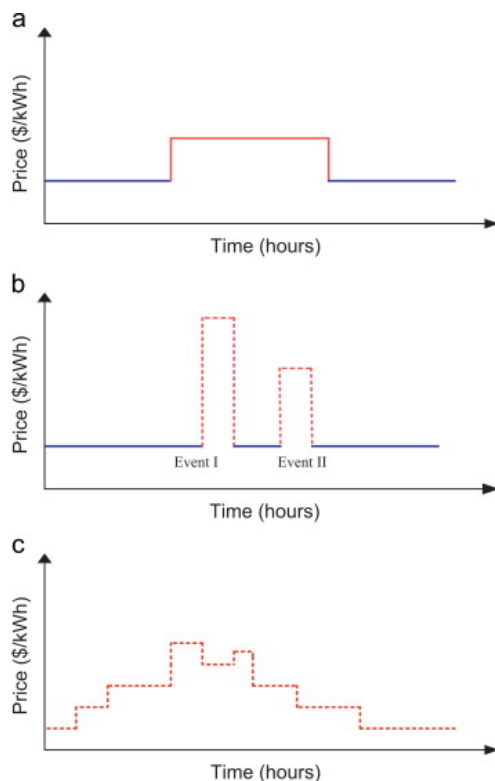 a
Price ($/kWh)
Time (hours)
b
Price ($/kWh)
Event I
Event II
Time (hours)
c
Price ($/kWh)
Time (hours)